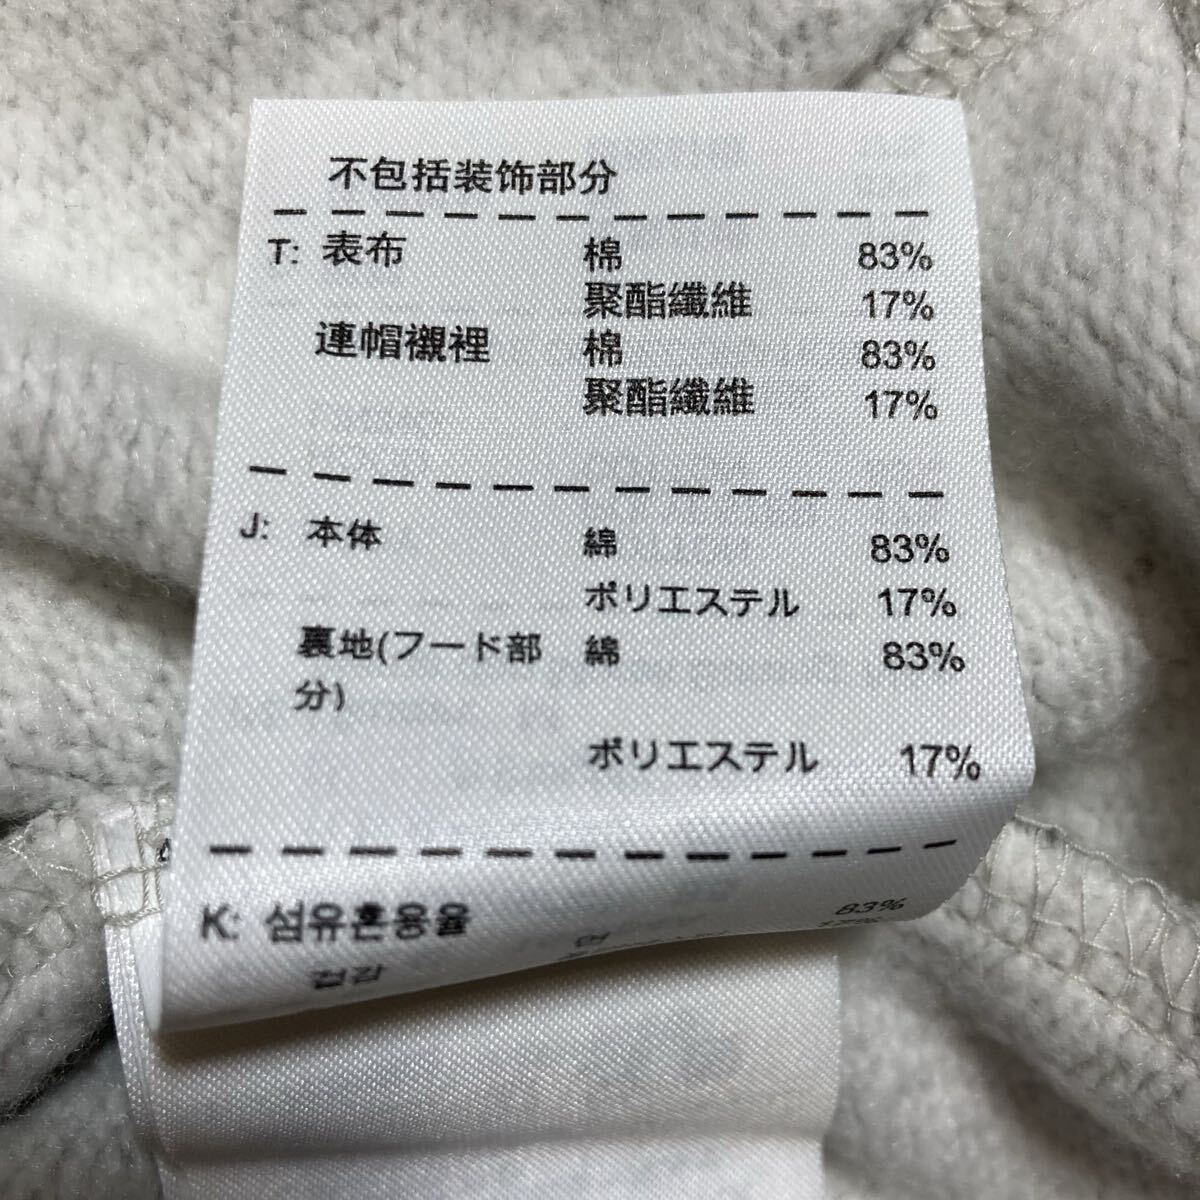 不包括装饰部分
T: 表布 棉 83%
聚酯纖維 17%
連帽襯裡 棉 83%
聚酯纖維 17%
J: 本体 綿 83%
ポリエステル 17%
裏地(フード部 綿 83%
分)
ポリエステル 17%
K: 섬유혼용율
겉감 83%